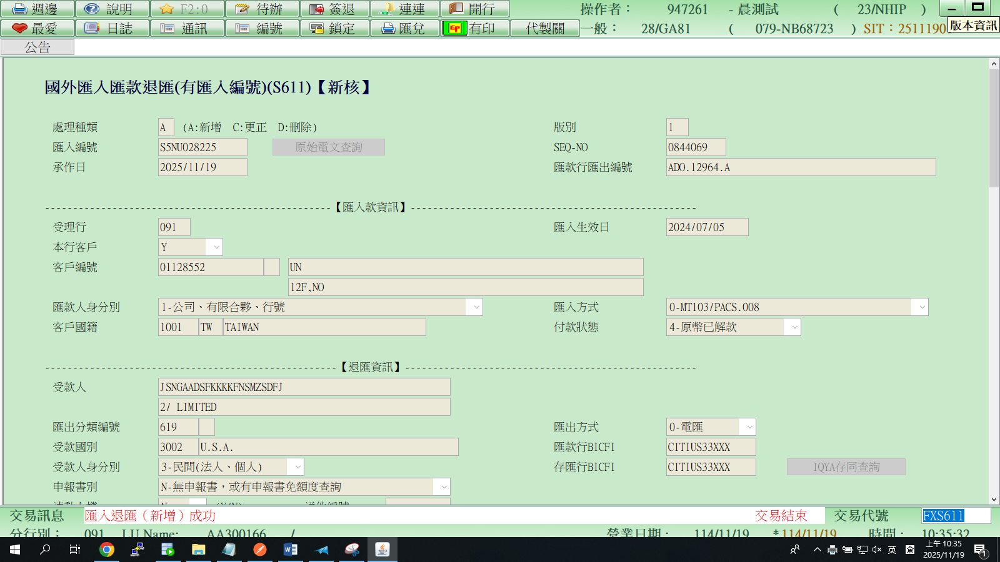 週邊 說明 F2:0 待辦 簽退 連連 開行 操作者： 947261 - 晨測試 ( 23/NHIP )
最愛 日誌 通訊 編號 鎖定 匯兌 有印 代製關 一般： 28/GA81 ( 079-NB68723 ) SIT：2511190 版本資訊
公告
國外匯入匯款退匯(有匯入編號)(S611)【新核】
處理種類 A (A:新增 C:更正 D:刪除) 版別 1
匯入編號 S5NU028225 原始電文查詢 SEQ-NO 0844069
承作日 2025/11/19 匯款行匯出編號 ADO.12964.A
【匯入款資訊】
受理行 091 匯入生效日 2024/07/05
本行客戶 Y
客戶編號 01128552 UN
12F,NO
匯款人身分別 1-公司、有限合夥、行號 匯入方式 0-MT103/PACS.008
客戶國籍 1001 TW TAIWAN 付款狀態 4-原幣已解款
【退匯資訊】
受款人 JSNGAADSFKKKKFNSMZSDFJ
2/ LIMITED
匯出分類編號 619 匯出方式 0-電匯
受款國別 3002 U.S.A. 匯款行BICFI CITIUS33XXX
受款人身分別 3-民間(法人、個人) 存匯行BICFI CITIUS33XXX IQYA存同查詢
申報書別 N-無申報書，或有申報書免額度查詢
交易訊息 匯入退匯（新增）成功 交易結束 交易代號 FXS611
分行別： 091 LU Name: AA300166 / 營業日期： 114/11/19 *114/11/19 時間： 10:35:32
英 倉 上午 10:35
2025/11/19 1